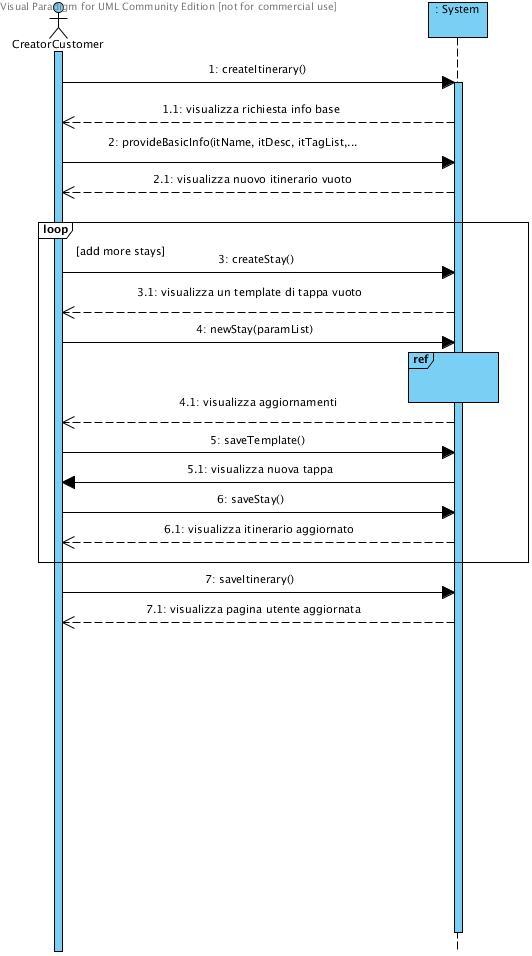 Visual Paradigm for UML Community Edition [not for commercial use]
: System
CreatorCustomer
1: createItinerary()
1.1: visualizza richiesta info base
2: provideBasicInfo(itName, itDesc, itTagList,...
2.1: visualizza nuovo itinerario vuoto
loop
[add more stays]
3: createStay()
3.1: visualizza un template di tappa vuoto
4: newStay(paramList)
ref
4.1: visualizza aggiornamenti
5: saveTemplate()
5.1: visualizza nuova tappa
6: saveStay()
6.1: visualizza itinerario aggiornato
7: saveItinerary()
7.1: visualizza pagina utente aggiornata